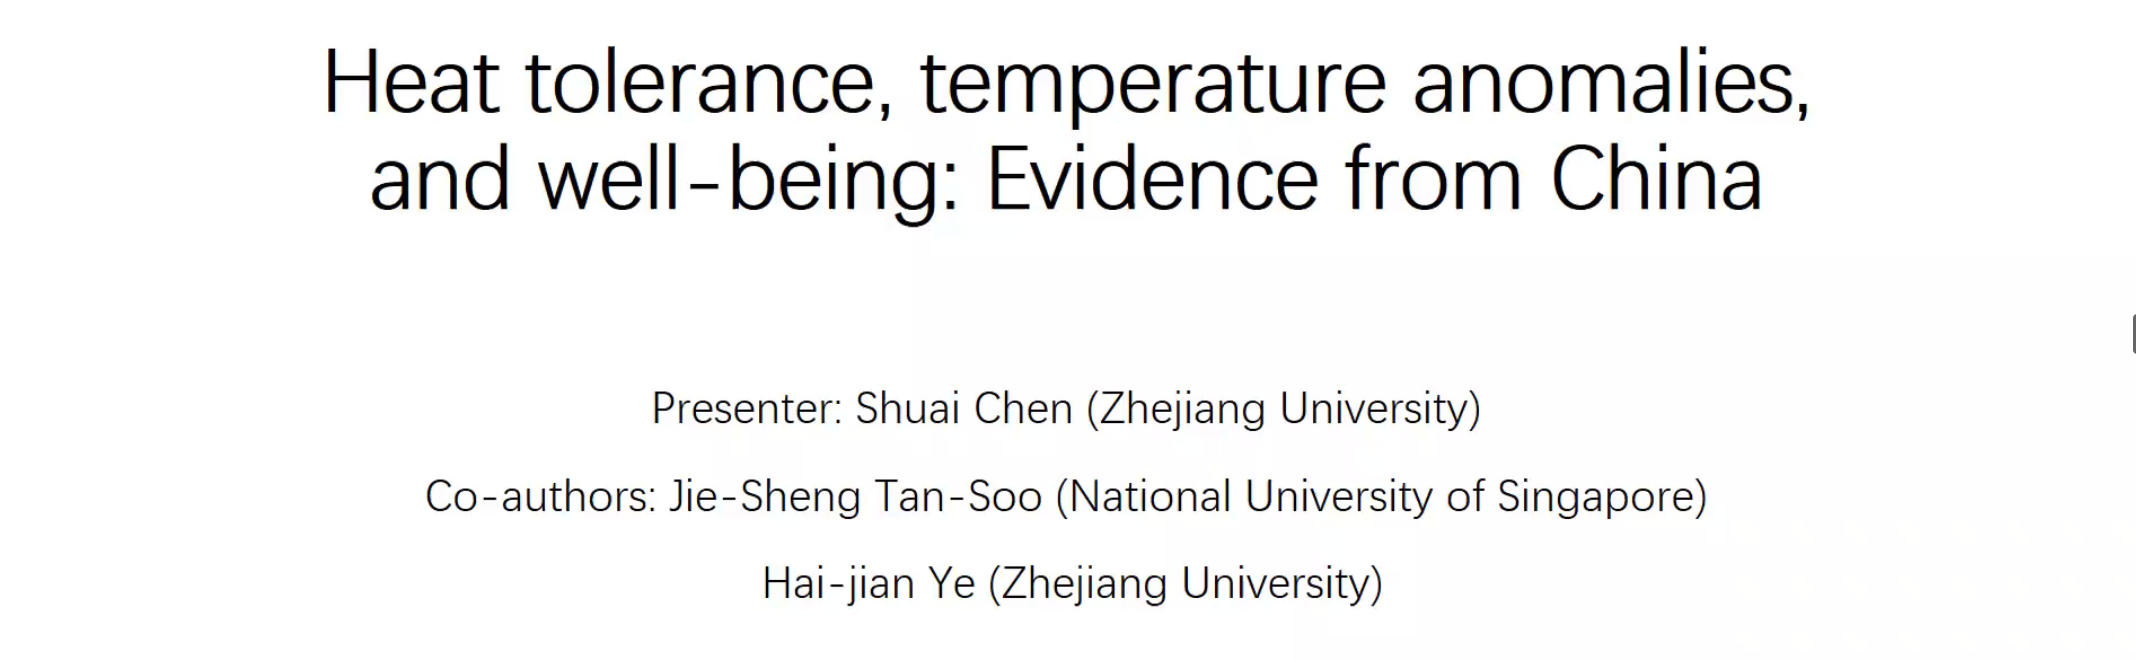 Heat tolerance, temperature anomalies,
and well-being: Evidence from China
Presenter: Shuai Chen (Zhejiang University)
Co-authors: Jie-Sheng Tan-Soo (National University of Singapore)
Hai-jian Ye (Zhejiang University)